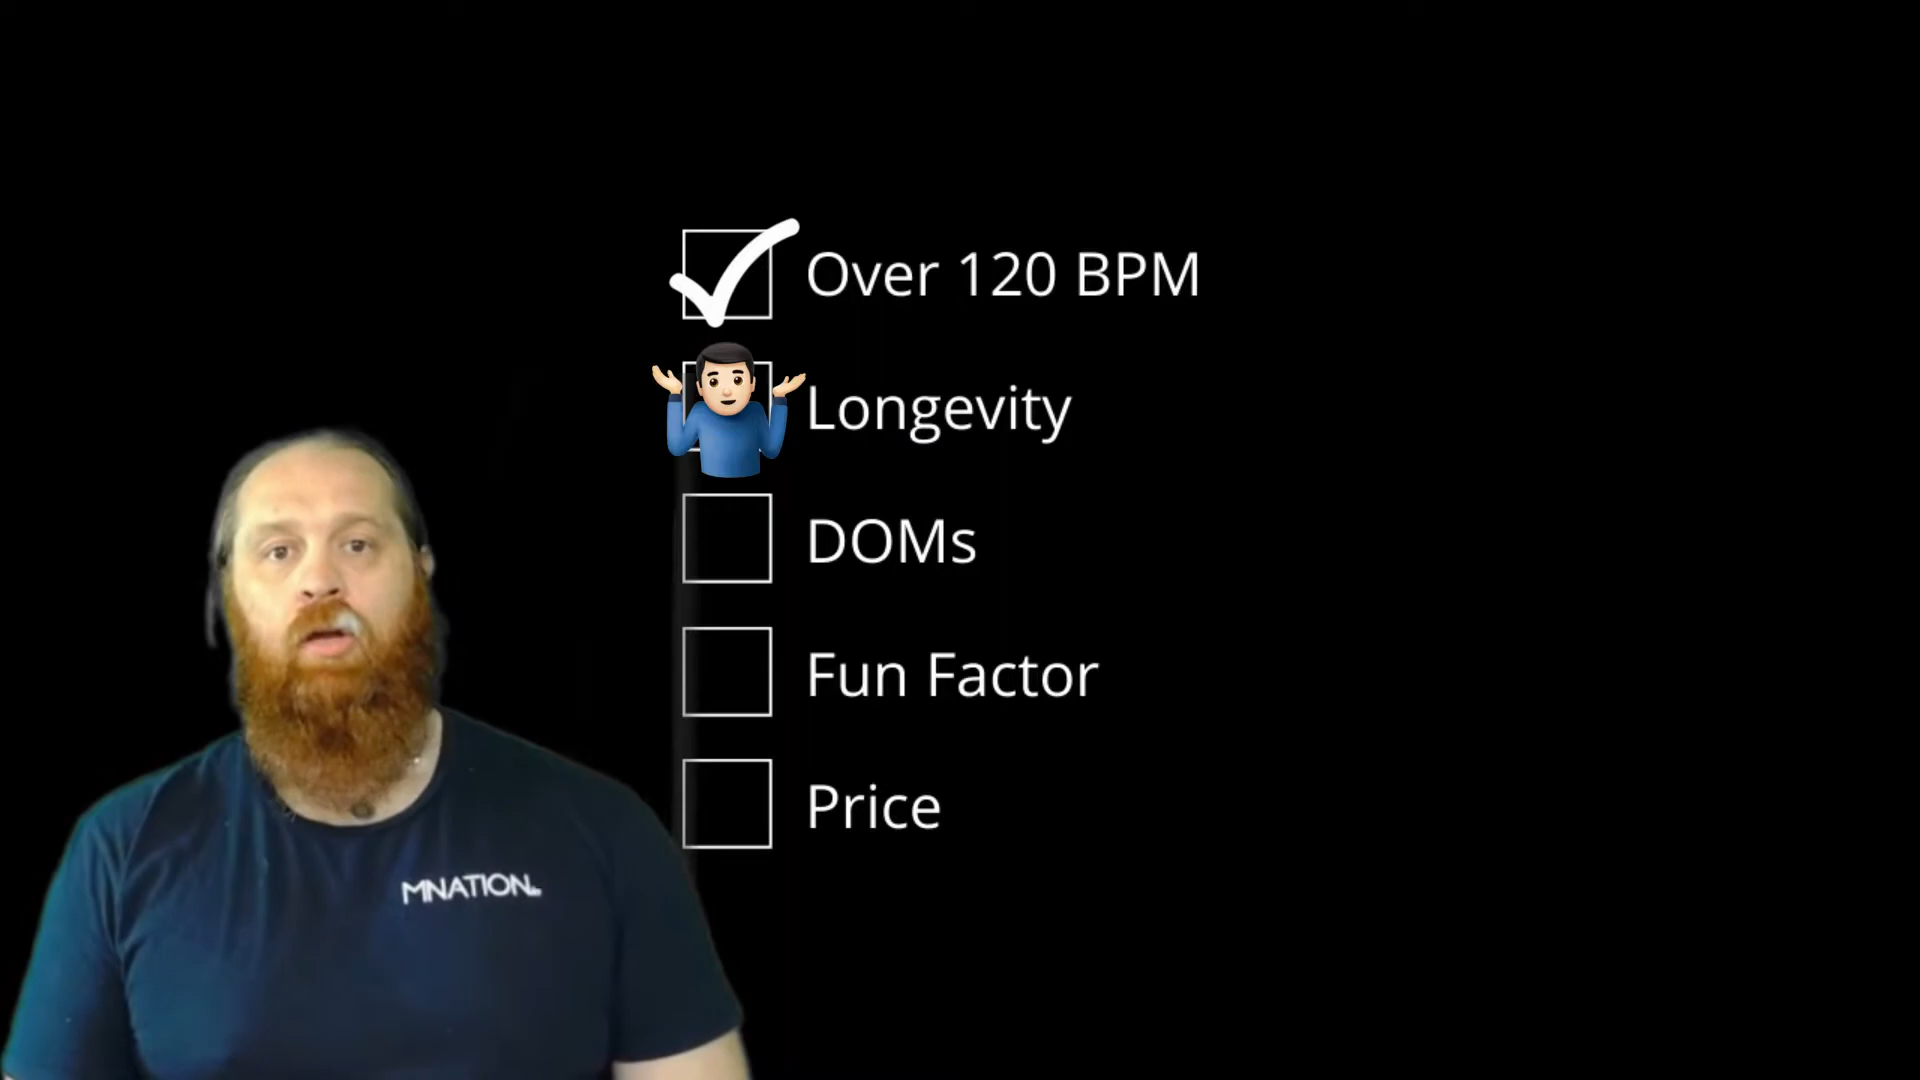 Over 120 BPM
Longevity
DOMs
Fun Factor
Price
MNATION